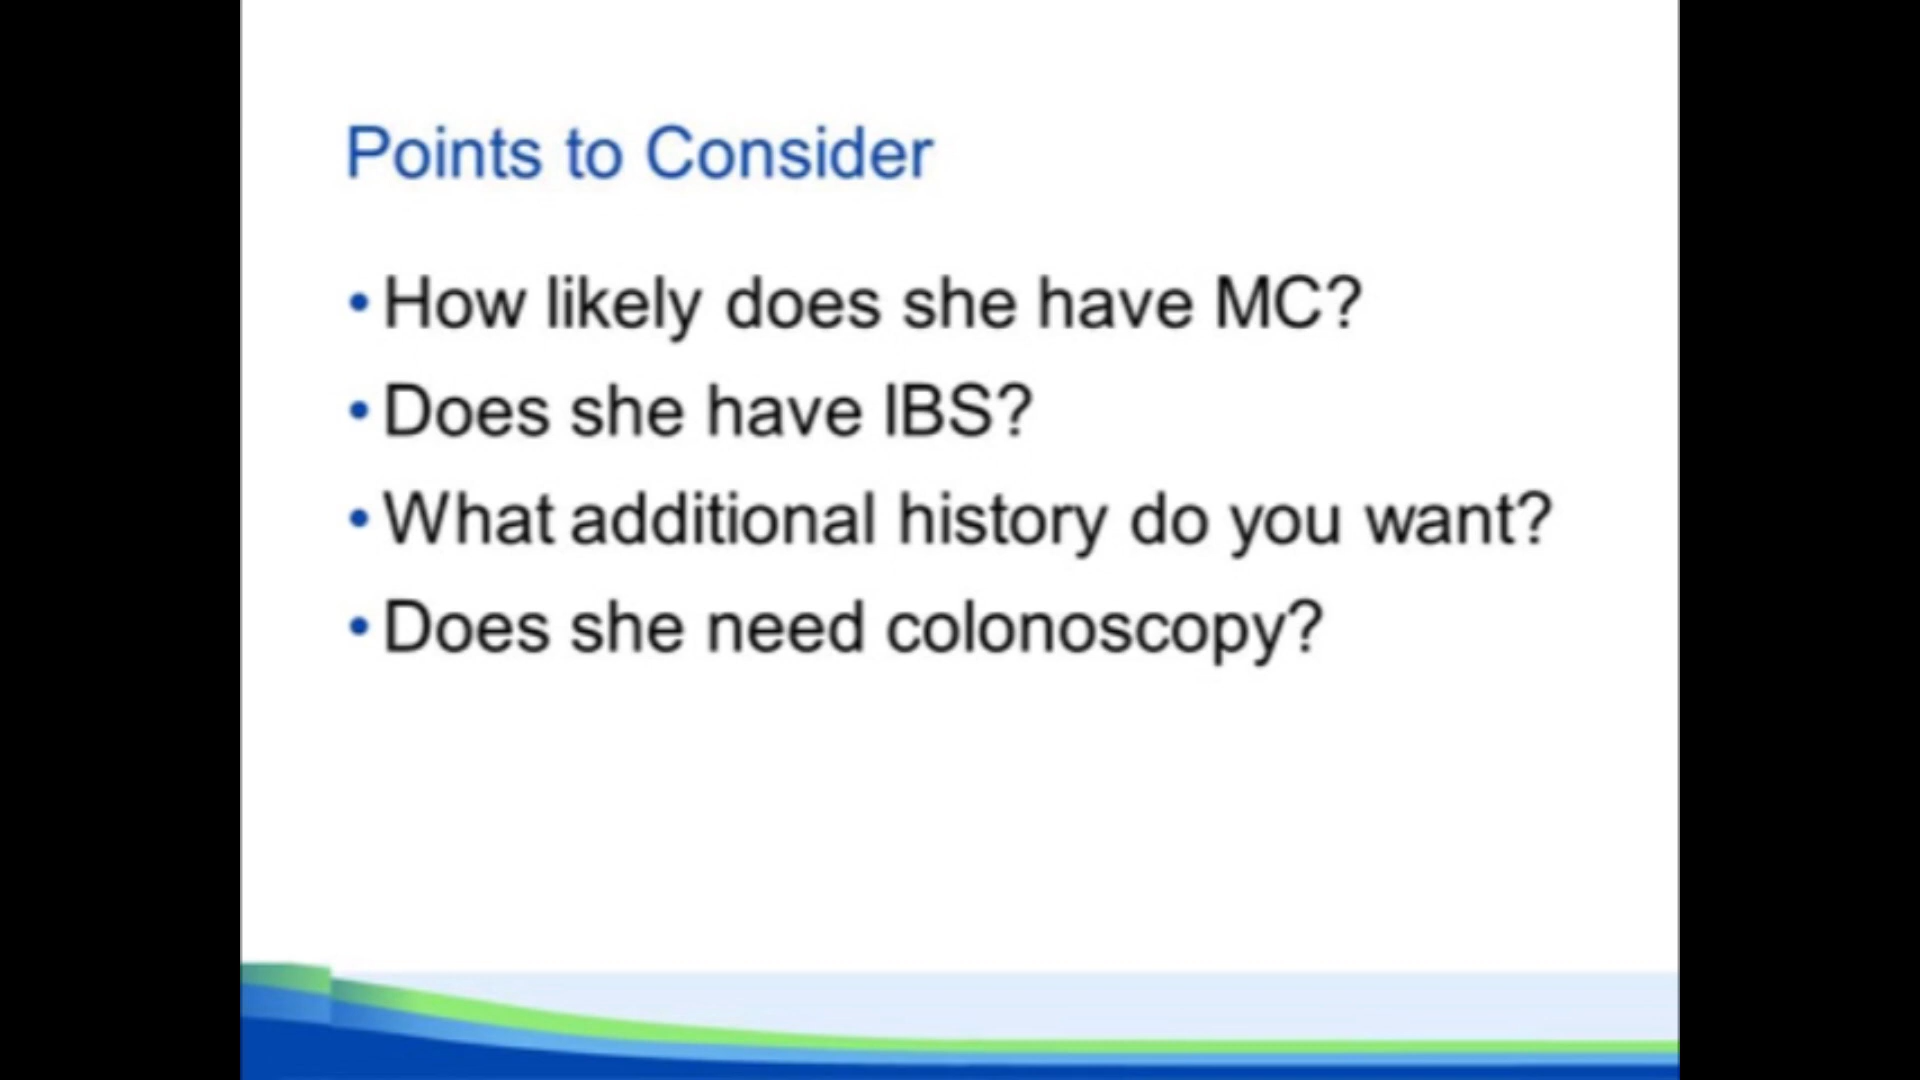 Points to Consider
• How likely does she have MC?
• Does she have IBS?
• What additional history do you want?
• Does she need colonoscopy?